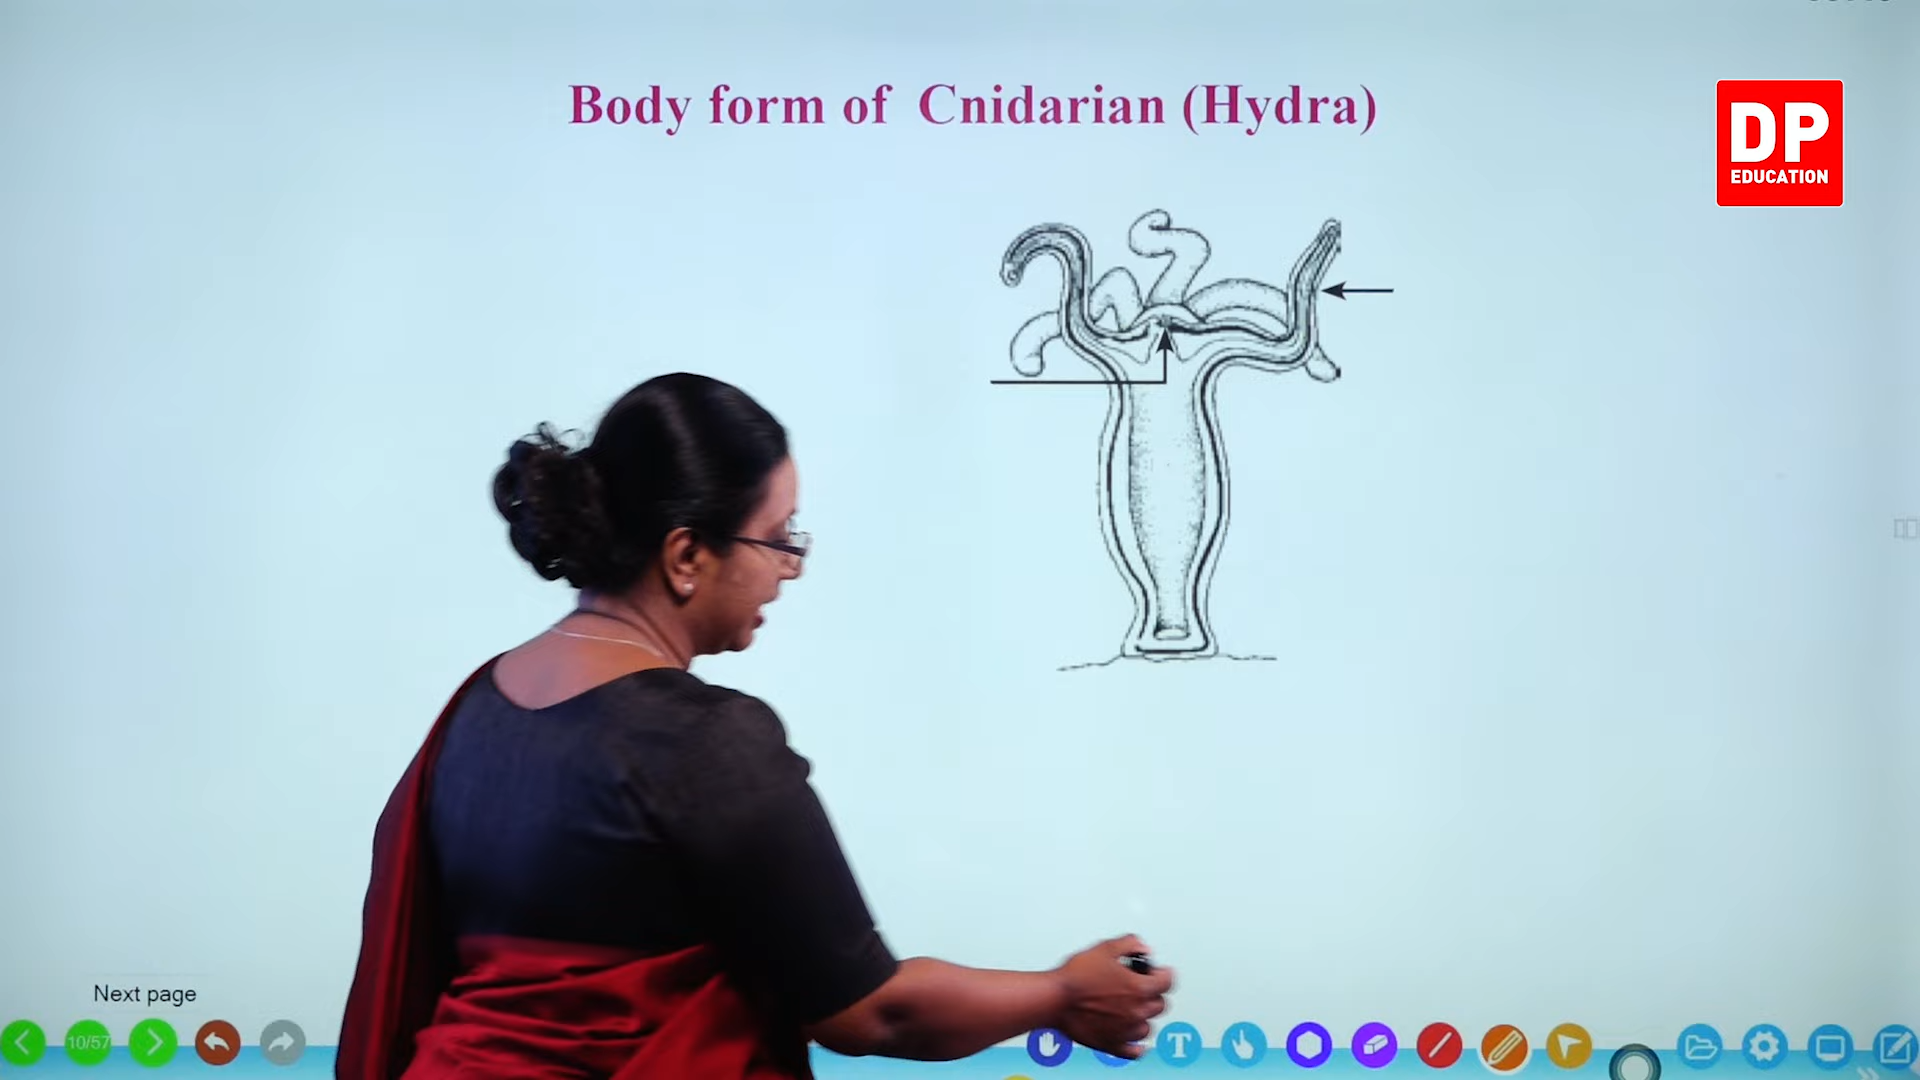 Body form of Cnidarian (Hydra)
DP
EDUCATION
Next page
10/57
T